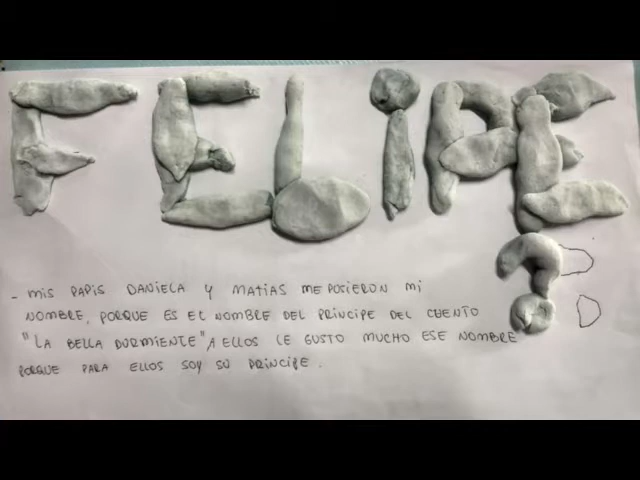 FELIPE
?
- MIS PAPIS DANIELA Y MATIAS ME PUSIERON MI
NOMBRE, PORQUE ES EL NOMBRE DEL PRINCIPE DEL CUENTO
"LA BELLA DURMIENTE", A ELLOS LE GUSTO MUCHO ESE NOMBRE
PORQUE PARA ELLOS SOY SU PRINCIPE.